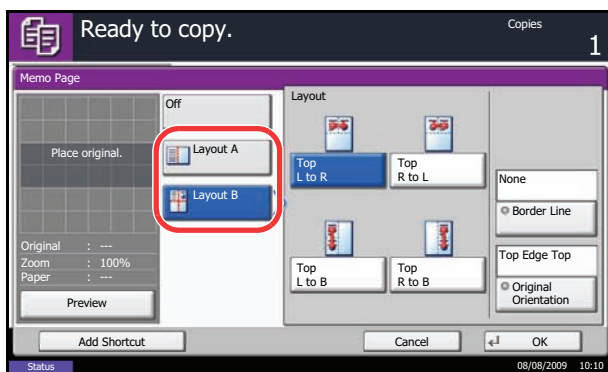 Ready to copy.
Copies
1
Memo Page
Place original.
Original : ---
Zoom : 100%
Paper : ---
Preview
Off
Layout A
Layout B
Layout
Top
L to R
Top
R to L
Top
L to B
Top
R to B
None
Border Line
Top Edge Top
Original
Orientation
Add Shortcut
Cancel
OK
Status
08/08/2009 10:10